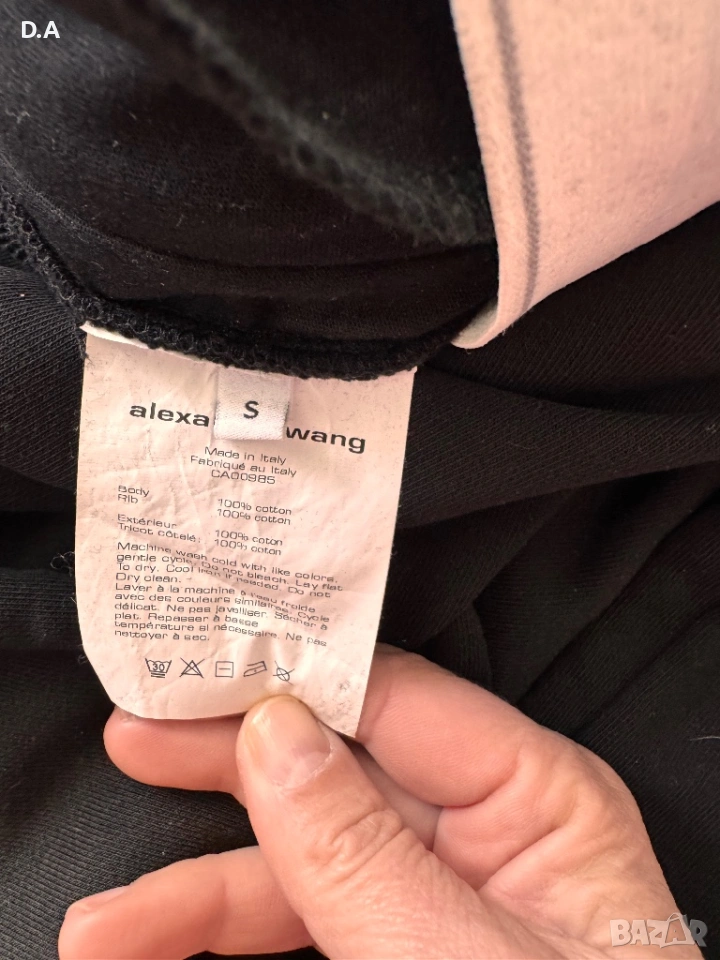 D.A
S
alexa wang
Made in Italy
Fabriqué au Italy
CA00985
Body 100% cotton
Rib 100% cotton
Extérieur 100% coton
Tricot côtelé: 100% coton
Machine wash cold with like colors,
gentle cycle. Do not bleach. Lay flat
To dry. Cool iron if needed. Do not
Dry clean.
Laver à la machine à l'eau froide
avec des couleurs similaires. Cycle
délicat. Ne pas javelliser. Sécher à
plat. Repasser à basse
température si nécessaire. Ne pas
nettoyer à sec.
30
BAZAR